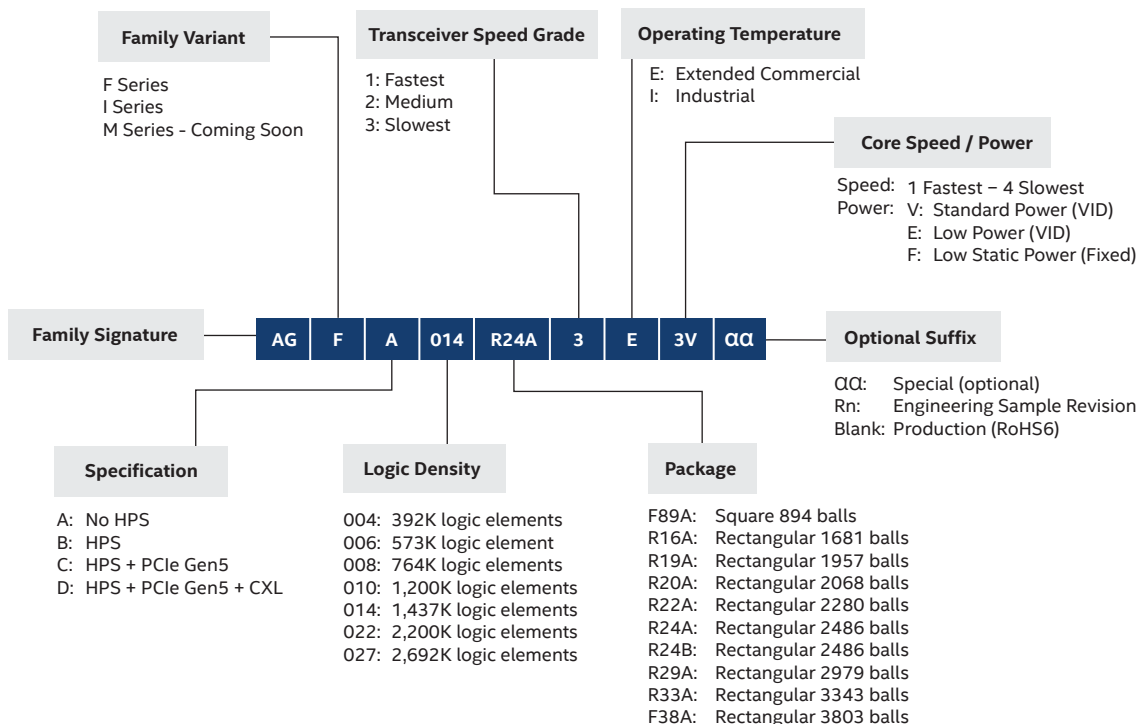 Family Variant
F Series
I Series
M Series - Coming Soon
Transceiver Speed Grade
1: Fastest
2: Medium
3: Slowest
Operating Temperature
E: Extended Commercial
I: Industrial
Core Speed / Power
Speed: 1 Fastest – 4 Slowest
Power: V: Standard Power (VID)
E: Low Power (VID)
F: Low Static Power (Fixed)
Family Signature
AG F A 014 R24A 3 E 3V αα
Optional Suffix
αα: Special (optional)
Rn: Engineering Sample Revision
Blank: Production (RoHS6)
Specification
A: No HPS
B: HPS
C: HPS + PCIe Gen5
D: HPS + PCIe Gen5 + CXL
Logic Density
004: 392K logic elements
006: 573K logic element
008: 764K logic elements
010: 1,200K logic elements
014: 1,437K logic elements
022: 2,200K logic elements
027: 2,692K logic elements
Package
F89A: Square 894 balls
R16A: Rectangular 1681 balls
R19A: Rectangular 1957 balls
R20A: Rectangular 2068 balls
R22A: Rectangular 2280 balls
R24A: Rectangular 2486 balls
R24B: Rectangular 2486 balls
R29A: Rectangular 2979 balls
R33A: Rectangular 3343 balls
F38A: Rectangular 3803 balls